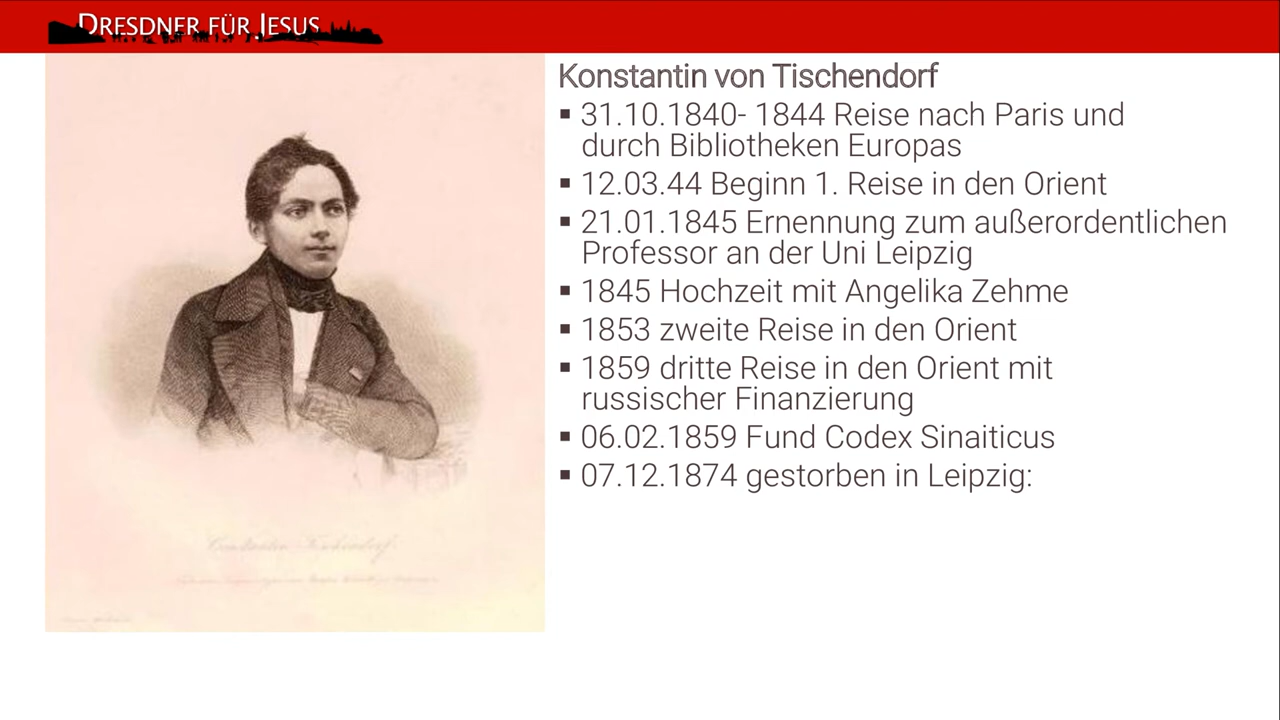 DRESDNER FÜR JESUS
Konstantin von Tischendorf
▪ 31.10.1840- 1844 Reise nach Paris und
durch Bibliotheken Europas
▪ 12.03.44 Beginn 1. Reise in den Orient
▪ 21.01.1845 Ernennung zum außerordentlichen
Professor an der Uni Leipzig
▪ 1845 Hochzeit mit Angelika Zehme
▪ 1853 zweite Reise in den Orient
▪ 1859 dritte Reise in den Orient mit
russischer Finanzierung
▪ 06.02.1859 Fund Codex Sinaiticus
▪ 07.12.1874 gestorben in Leipzig: